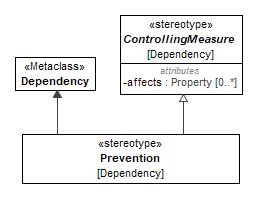 «stereotype»
ControllingMeasure
[Dependency]
attributes
-affects : Property [0..*]
«Metaclass»
Dependency
«stereotype»
Prevention
[Dependency]